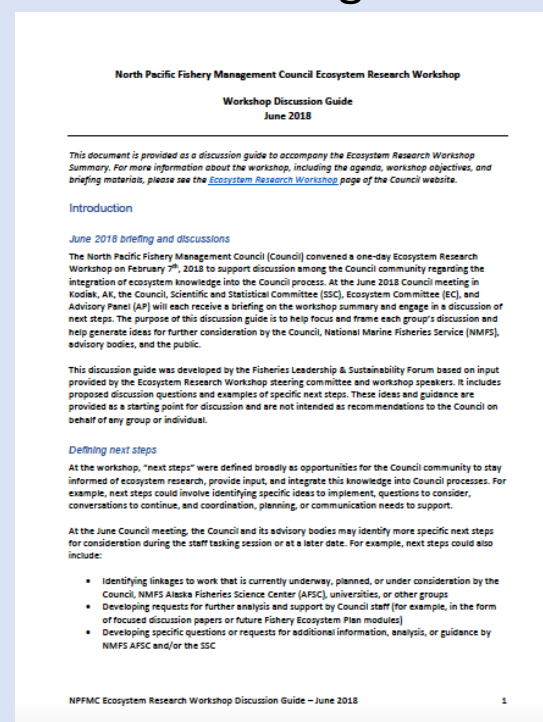 North Pacific Fishery Management Council Ecosystem Research Workshop
Workshop Discussion Guide
June 2018
This document is provided as a discussion guide to accompany the Ecosystem Research Workshop
Summary. For more information about the workshop, including the agenda, workshop objectives, and
briefing materials, please see the Ecosystem Research Workshop page of the Council website.
Introduction
June 2018 briefing and discussions
The North Pacific Fishery Management Council (Council) convened a one-day Ecosystem Research
Workshop on February 7th, 2018 to support discussion among the Council community regarding the
integration of ecosystem knowledge into the Council process. At the June 2018 Council meeting in
Kodiak, AK, the Council, Scientific and Statistical Committee (SSC), Ecosystem Committee (EC), and
Advisory Panel (AP) will each receive a briefing on the workshop summary and engage in a discussion of
next steps. The purpose of this discussion guide is to help focus and frame each group's discussion and
help generate ideas for further consideration by the Council, National Marine Fisheries Service (NMFS),
advisory bodies, and the public.
This discussion guide was developed by the Fisheries Leadership & Sustainability Forum based on input
provided by the Ecosystem Research Workshop steering committee and workshop speakers. It includes
proposed discussion questions and examples of specific next steps. These ideas and guidance are
provided as a starting point for discussion and are not intended as recommendations to the Council on
behalf of any group or individual.
Defining next steps
At the workshop, "next steps" were defined broadly as opportunities for the Council community to stay
informed of ecosystem research, provide input, and integrate this knowledge into Council processes. For
example, next steps could involve identifying specific ideas to implement, questions to consider,
conversations to continue, and coordination, planning, or communication needs to support.
At the June Council meeting, the Council and its advisory bodies may identify more specific next steps
for consideration during the staff tasking session or at a later date. For example, next steps could also
include:
• Identifying linkages to work that is currently underway, planned, or under consideration by the
Council, NMFS Alaska Fisheries Science Center (AFSC), universities, or other groups
• Developing requests for further analysis and support by Council staff (for example, in the form
of focused discussion papers or future Fishery Ecosystem Plan modules)
• Developing specific questions or requests for additional information, analysis, or guidance by
NMFS AFSC and/or the SSC
NPFMC Ecosystem Research Workshop Discussion Guide – June 2018 1